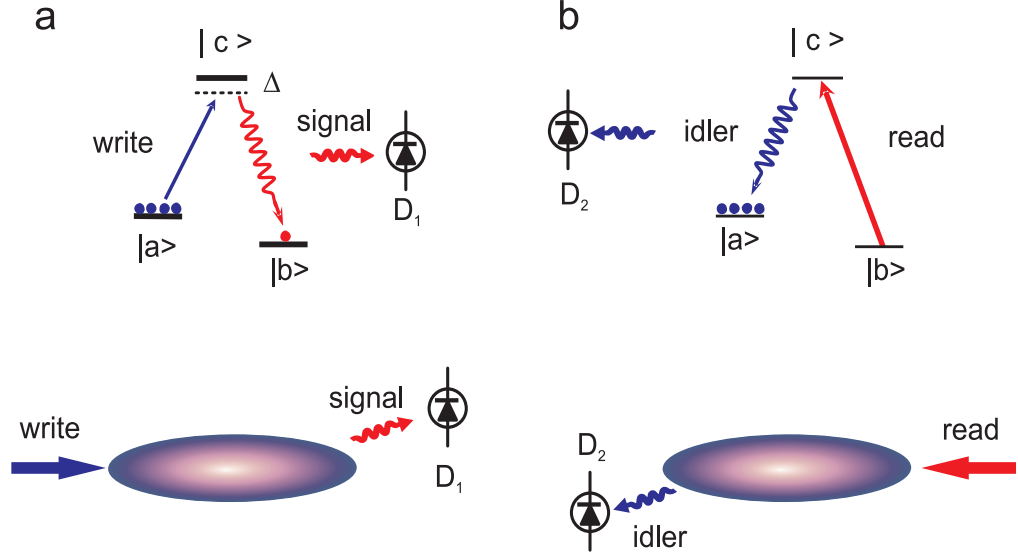 a
| c >
Δ
write
signal
D1
|a>
|b>
b
| c >
idler
read
D2
|a>
|b>
write
signal
D1
D2
read
idler